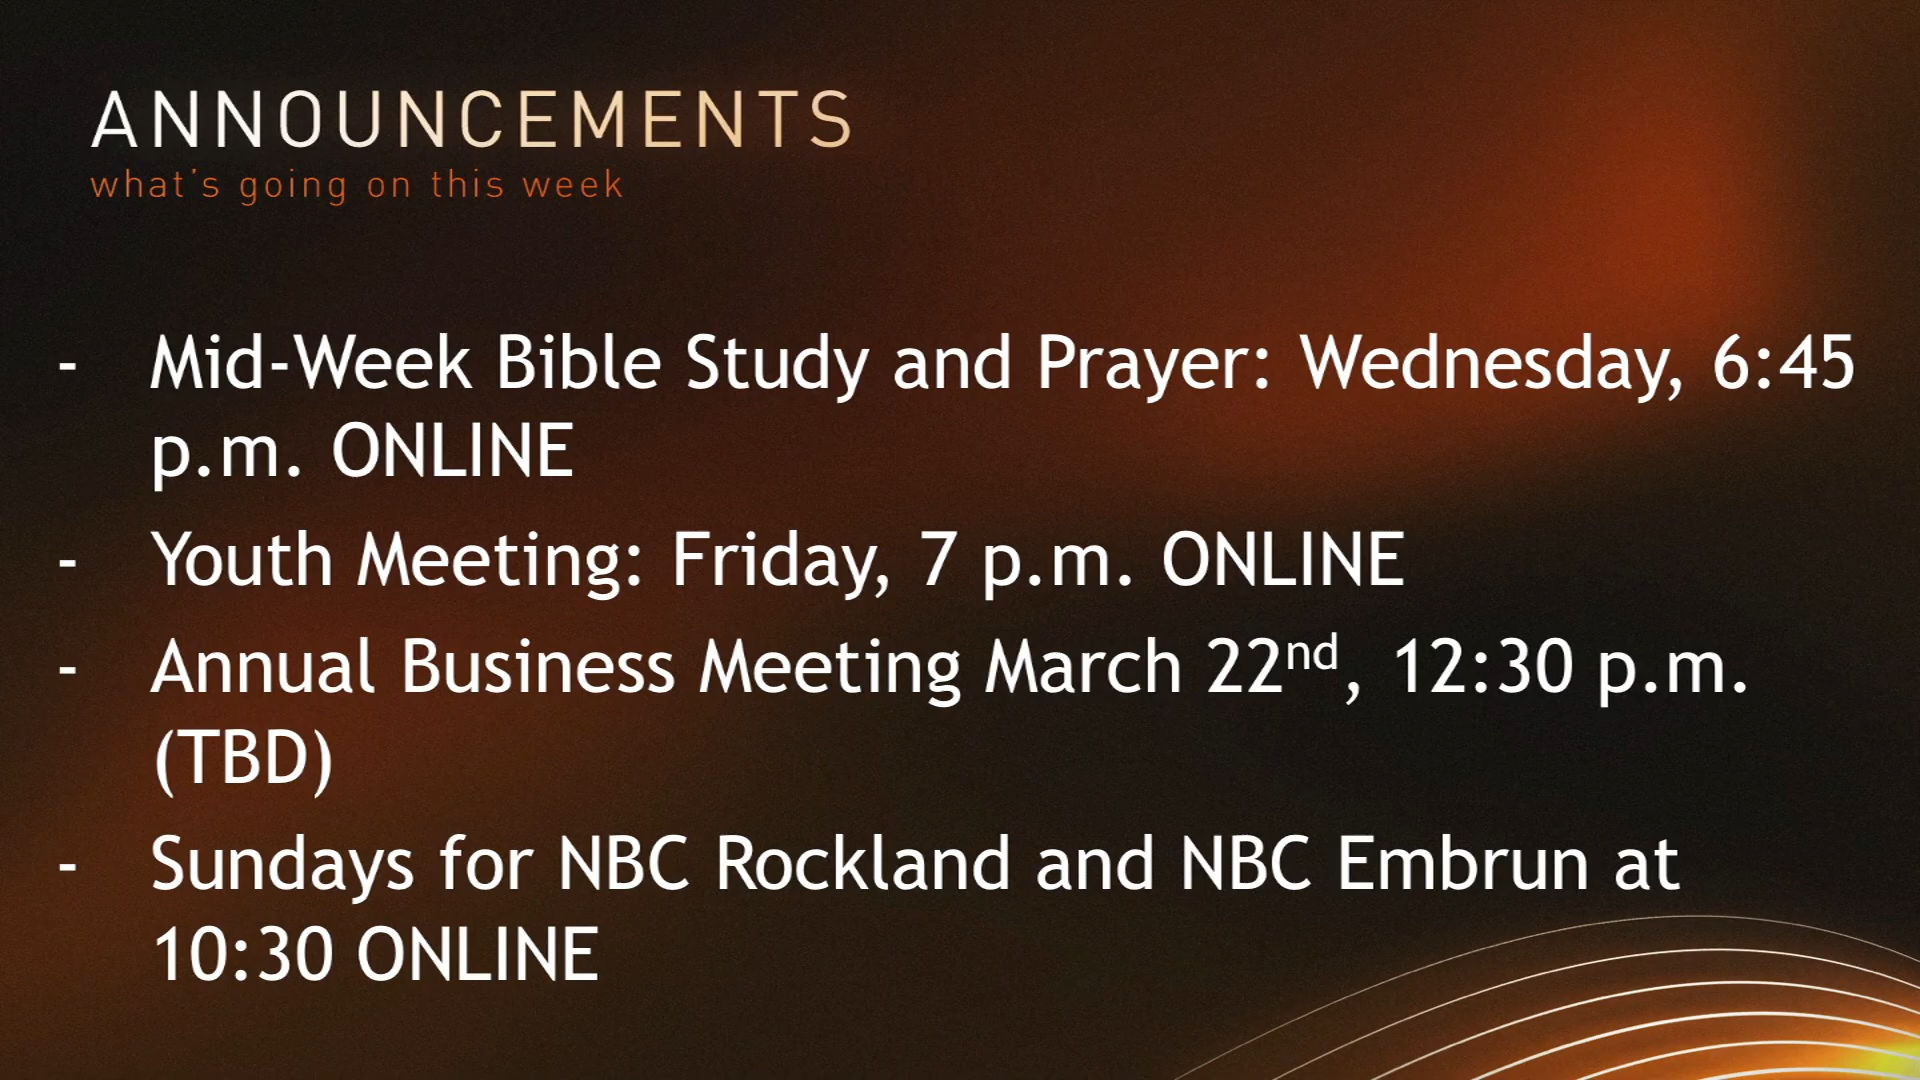 ANNOUNCEMENTS
what's going on this week
- Mid-Week Bible Study and Prayer: Wednesday, 6:45
p.m. ONLINE
- Youth Meeting: Friday, 7 p.m. ONLINE
- Annual Business Meeting March 22nd, 12:30 p.m.
(TBD)
- Sundays for NBC Rockland and NBC Embrun at
10:30 ONLINE